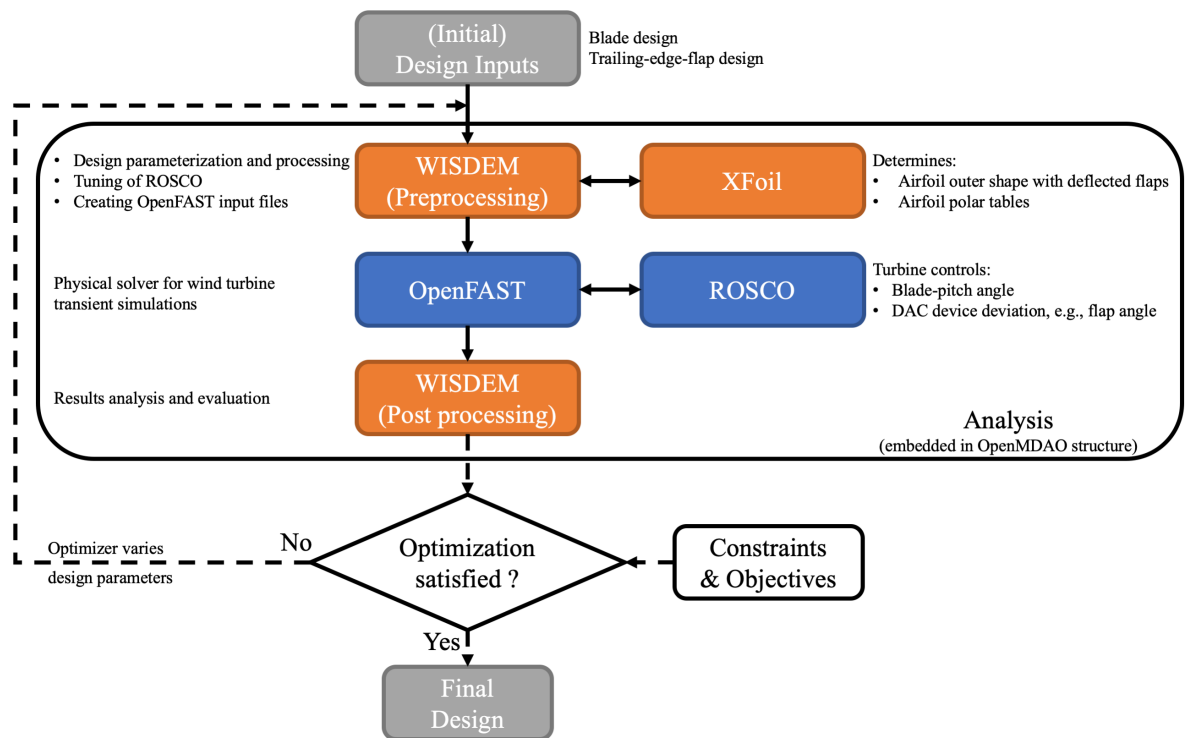 (Initial)
Design Inputs
Blade design
Trailing-edge-flap design
• Design parameterization and processing
• Tuning of ROSCO
• Creating OpenFAST input files
WISDEM
(Preprocessing)
XFoil
Determines:
• Airfoil outer shape with deflected flaps
• Airfoil polar tables
Physical solver for wind turbine
transient simulations
OpenFAST
ROSCO
Turbine controls:
• Blade-pitch angle
• DAC device deviation, e.g., flap angle
Results analysis and evaluation
WISDEM
(Post processing)
Analysis
(embedded in OpenMDAO structure)
Optimizer varies
design parameters
No
Optimization
satisfied ?
Constraints
& Objectives
Yes
Final
Design